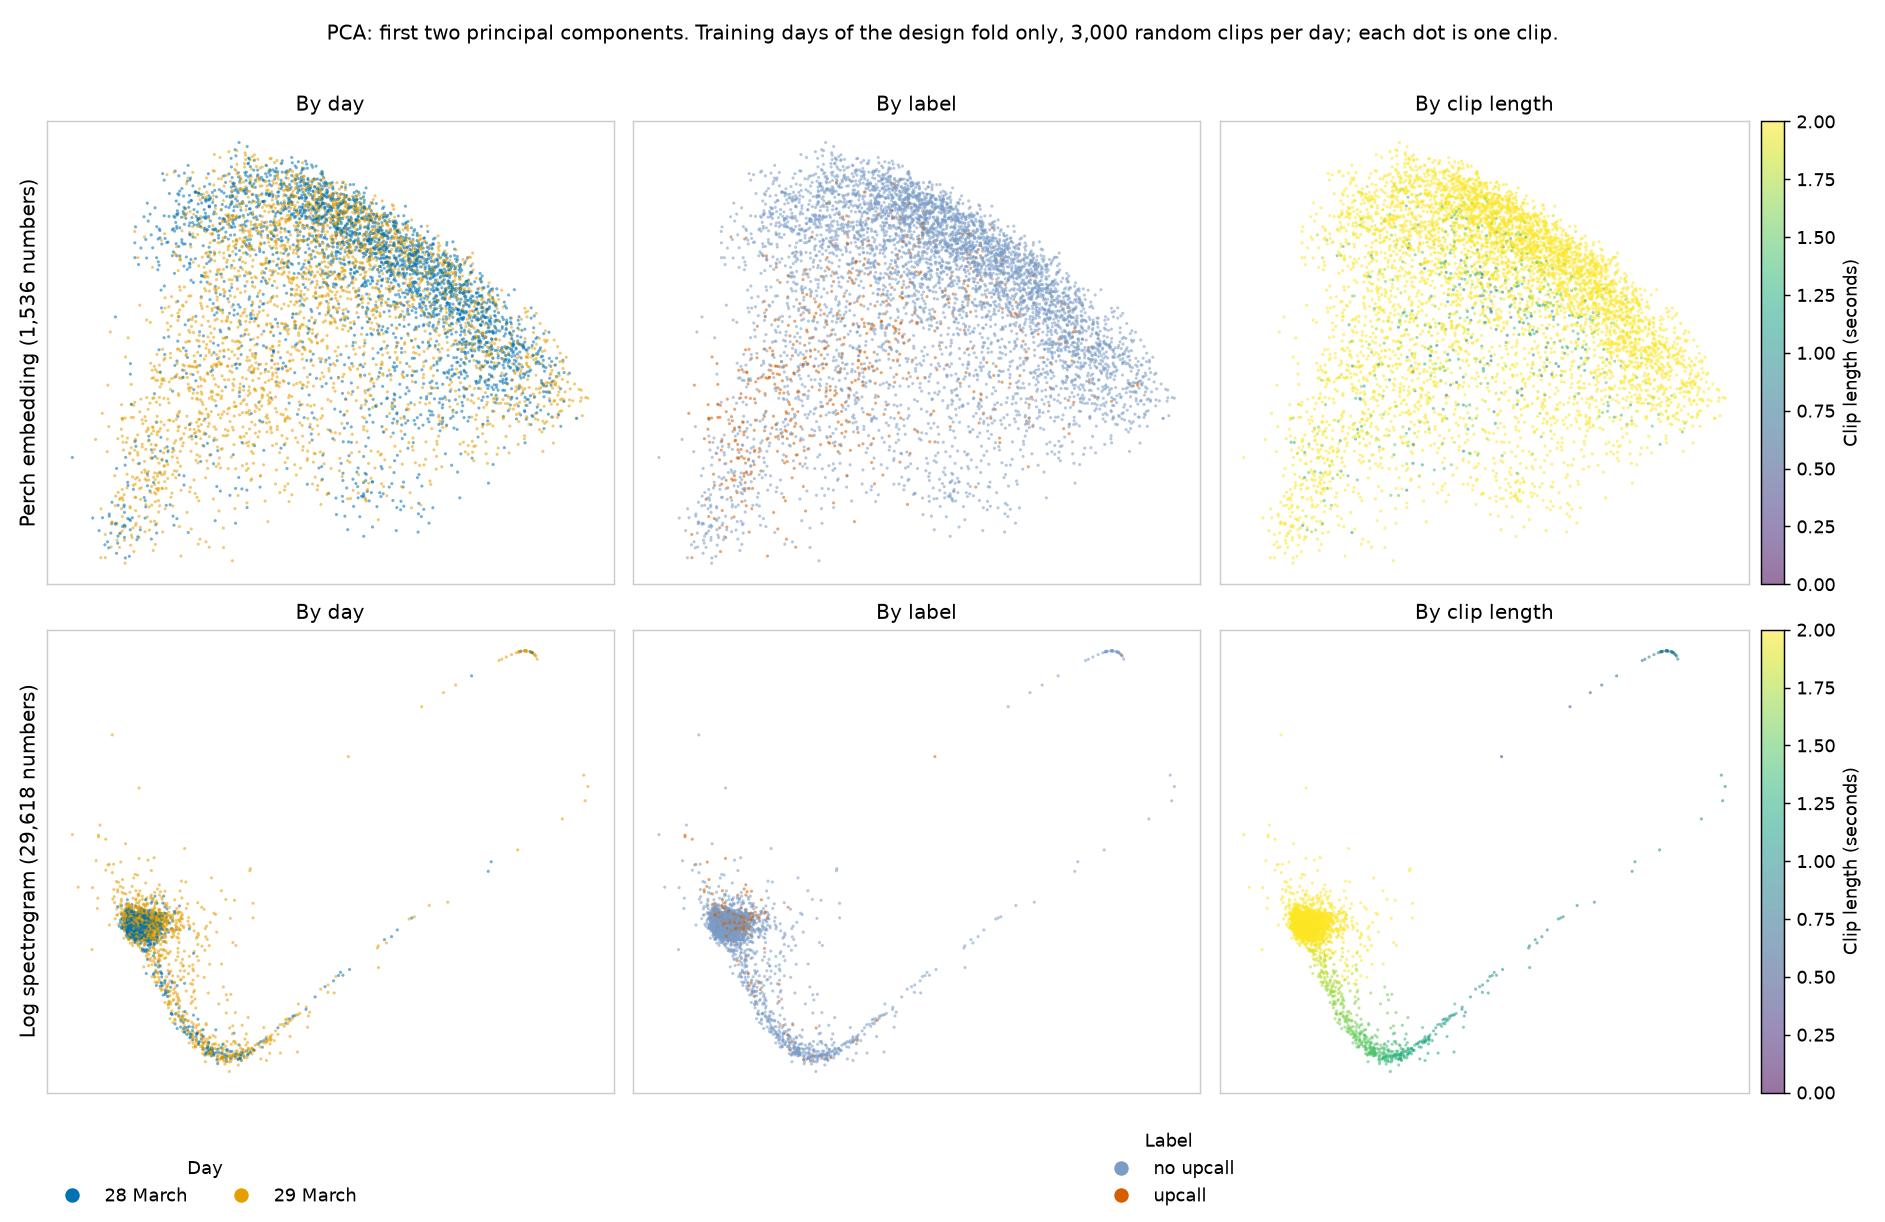 PCA: first two principal components. Training days of the design fold only, 3,000 random clips per day; each dot is one clip.
By day
By label
By clip length
Perch embedding (1,536 numbers)
2.00
1.75
1.50
1.25
1.00
0.75
0.50
0.25
0.00
Clip length (seconds)
By day
By label
By clip length
Log spectrogram (29,618 numbers)
2.00
1.75
1.50
1.25
1.00
0.75
0.50
0.25
0.00
Clip length (seconds)
Day
28 March
29 March
Label
no upcall
upcall